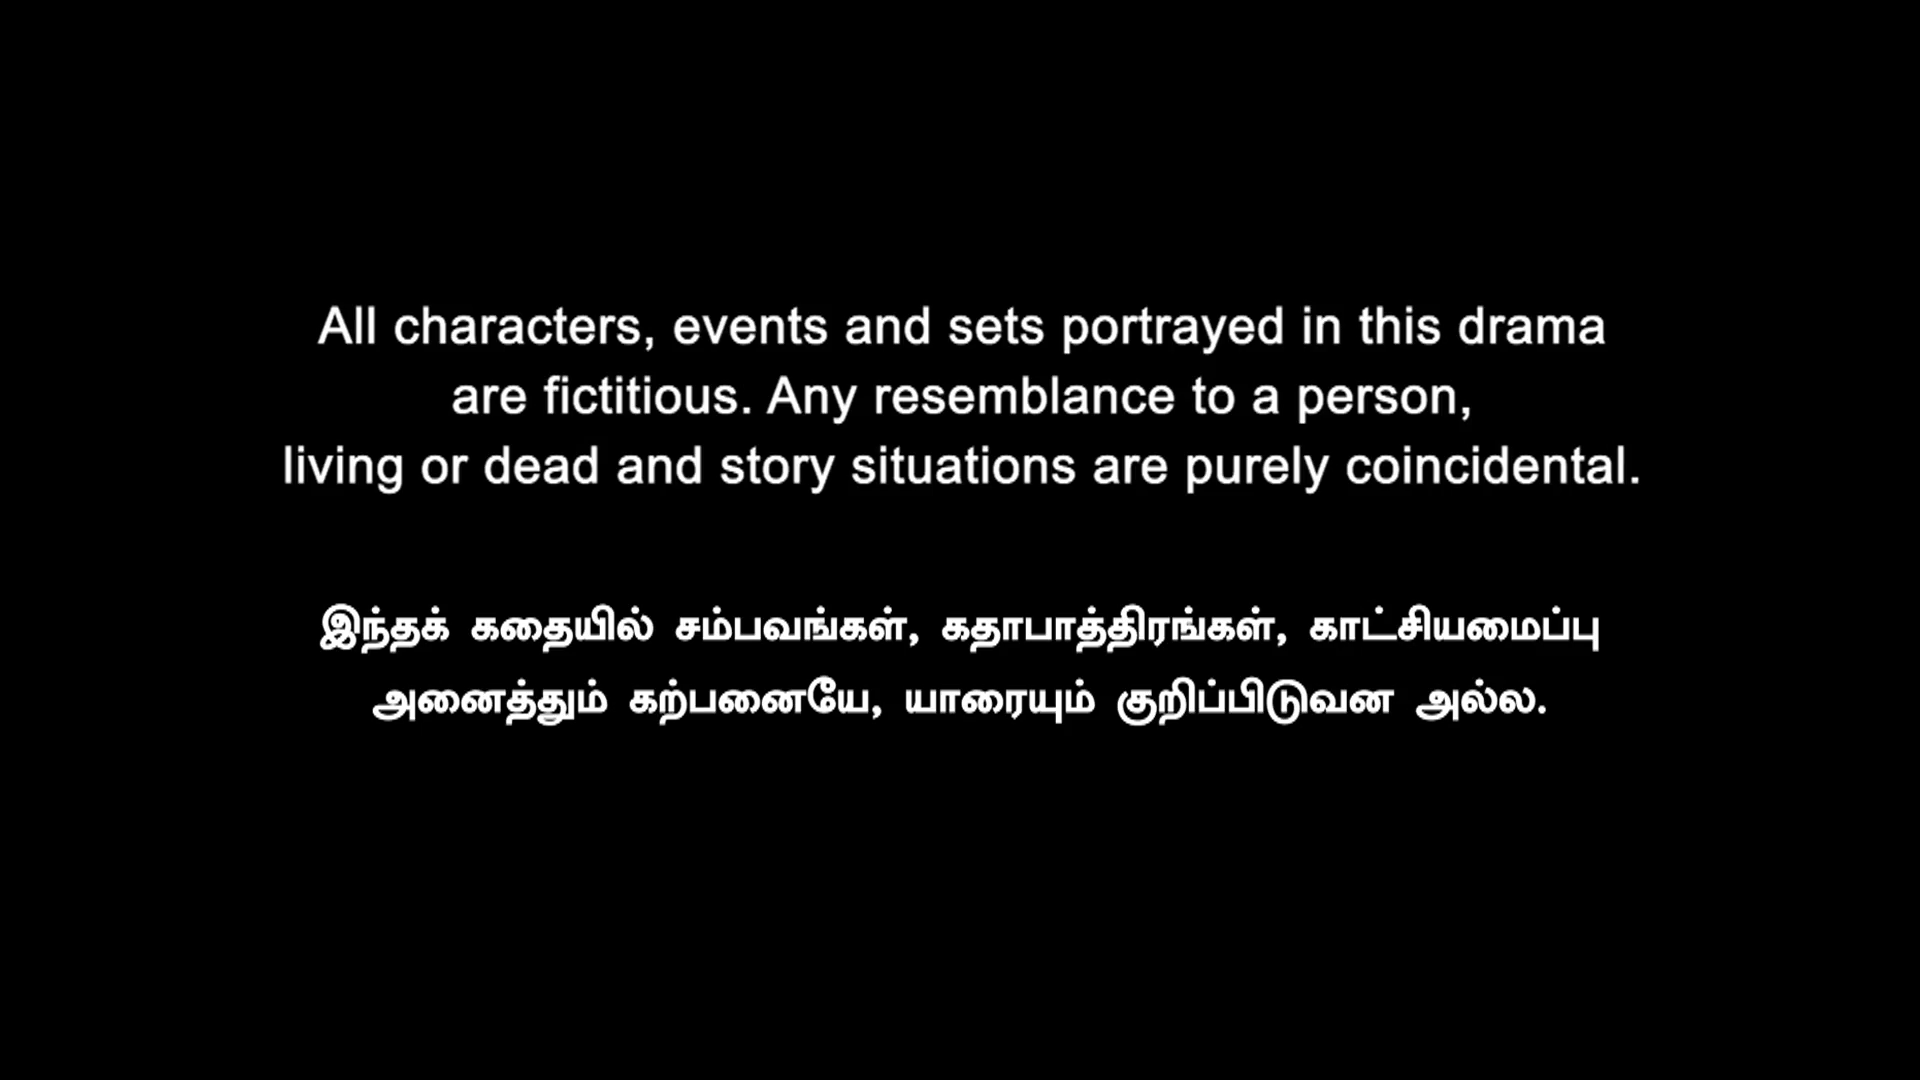 All characters, events and sets portrayed in this drama
are fictitious. Any resemblance to a person,
living or dead and story situations are purely coincidental.
இந்தக் கதையில் சம்பவங்கள், கதாபாத்திரங்கள், காட்சியமைப்பு
அனைத்தும் கற்பனையே, யாரையும் குறிப்பிடுவன அல்ல.